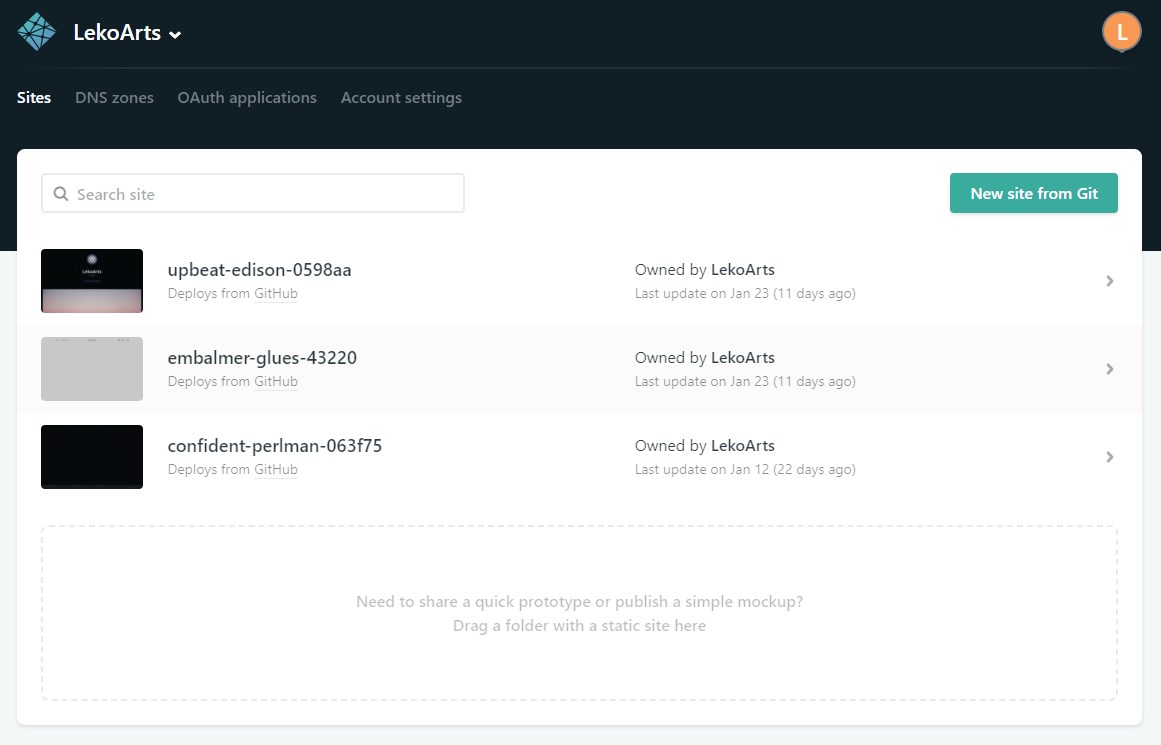 LekoArts
L
Sites DNS zones OAuth applications Account settings
Search site
New site from Git
LekoArts
upbeat-edison-0598aa
Deploys from GitHub
Owned by LekoArts
Last update on Jan 23 (11 days ago)
embalmer-glues-43220
Deploys from GitHub
Owned by LekoArts
Last update on Jan 23 (11 days ago)
confident-perlman-063f75
Deploys from GitHub
Owned by LekoArts
Last update on Jan 12 (22 days ago)
Need to share a quick prototype or publish a simple mockup?
Drag a folder with a static site here